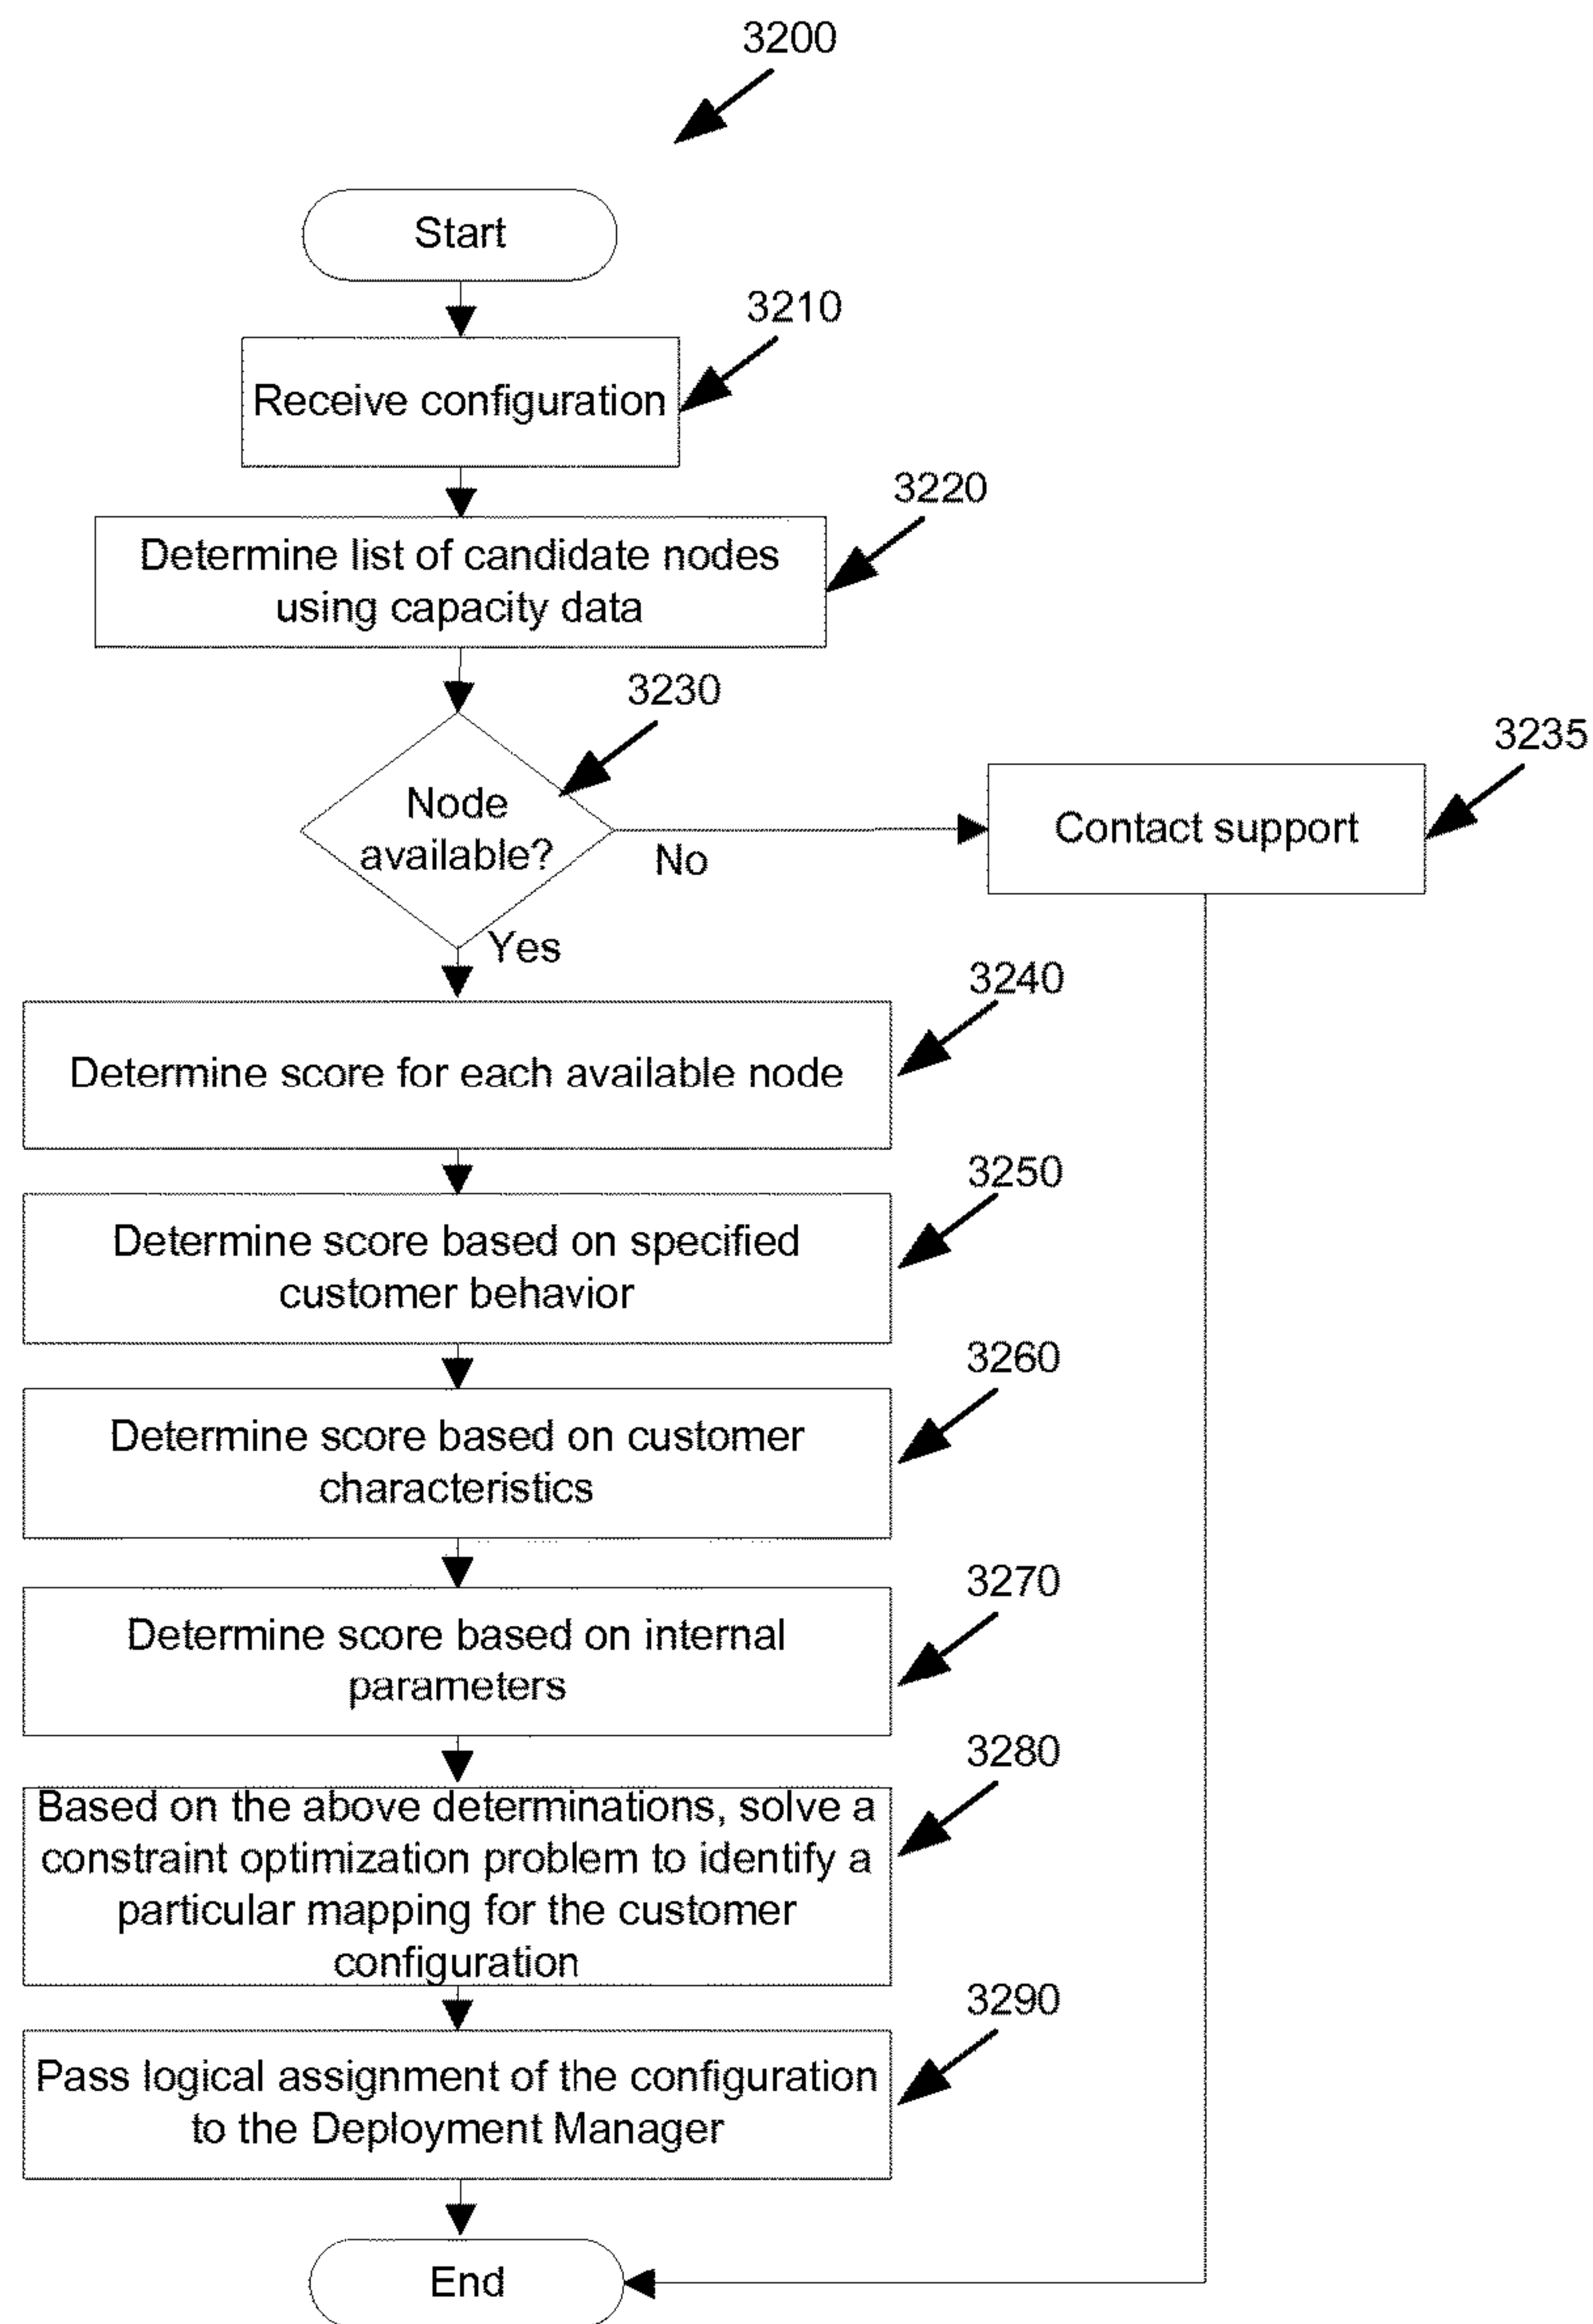 3200
Start
3210
Receive configuration
3220
Determine list of candidate nodes
using capacity data
3230
Node
available?
No
3235
Contact support
Yes
3240
Determine score for each available node
3250
Determine score based on specified
customer behavior
3260
Determine score based on customer
characteristics
3270
Determine score based on internal
parameters
3280
Based on the above determinations, solve a
constraint optimization problem to identify a
particular mapping for the customer
configuration
3290
Pass logical assignment of the configuration
to the Deployment Manager
End